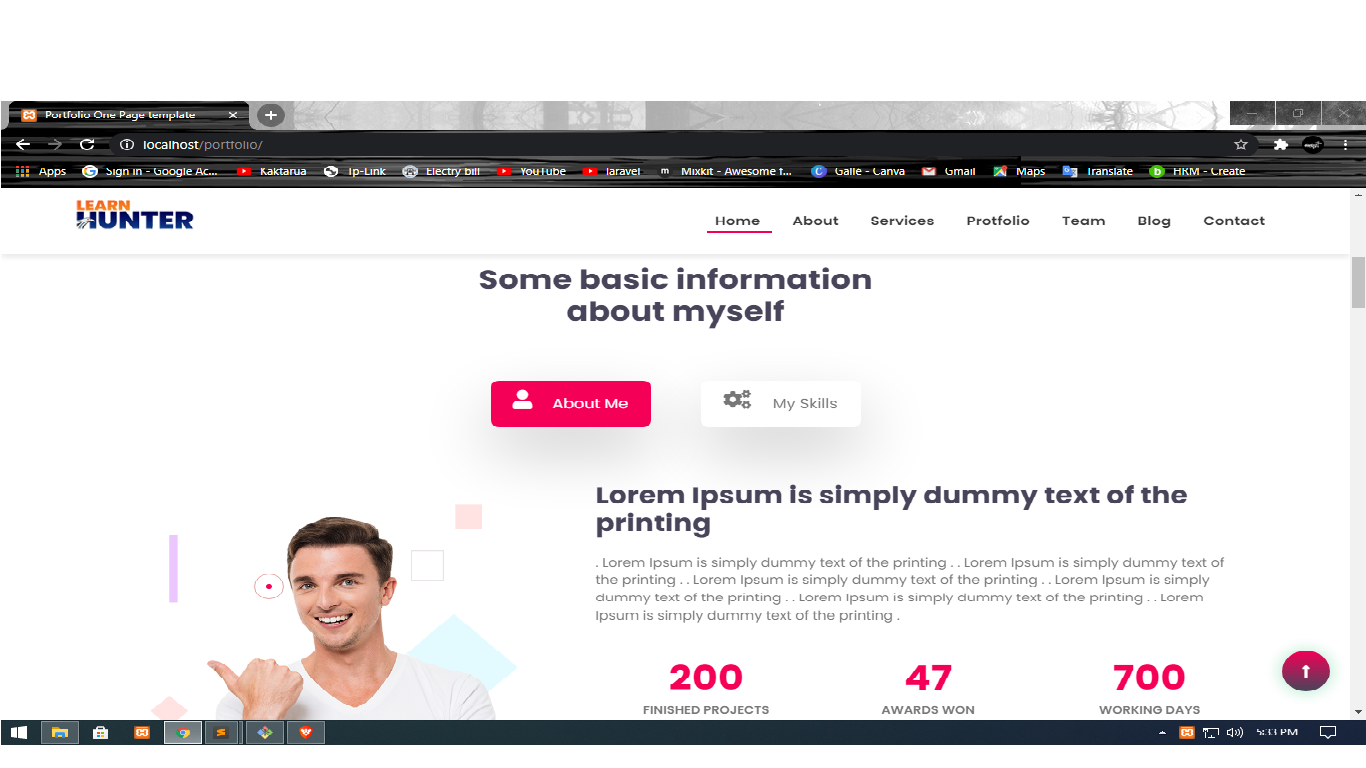 Portfolio One Page template
localhost/portfolio/
Apps Sign in - Google Ac... Kaktarua Tp-Link Electry bill YouTube laravel m Mixkit - Awesome f... Galle - Canva Gmail Maps Translate b HRM - Create
LEARN
HUNTER
Home About Services Protfolio Team Blog Contact
Some basic information
about myself
About Me My Skills
Lorem Ipsum is simply dummy text of the
printing
. Lorem Ipsum is simply dummy text of the printing . . Lorem Ipsum is simply dummy text of
the printing . . Lorem Ipsum is simply dummy text of the printing . . Lorem Ipsum is simply
dummy text of the printing . . Lorem Ipsum is simply dummy text of the printing . . Lorem
Ipsum is simply dummy text of the printing .
200 47 700
FINISHED PROJECTS AWARDS WON WORKING DAYS
5:33 PM